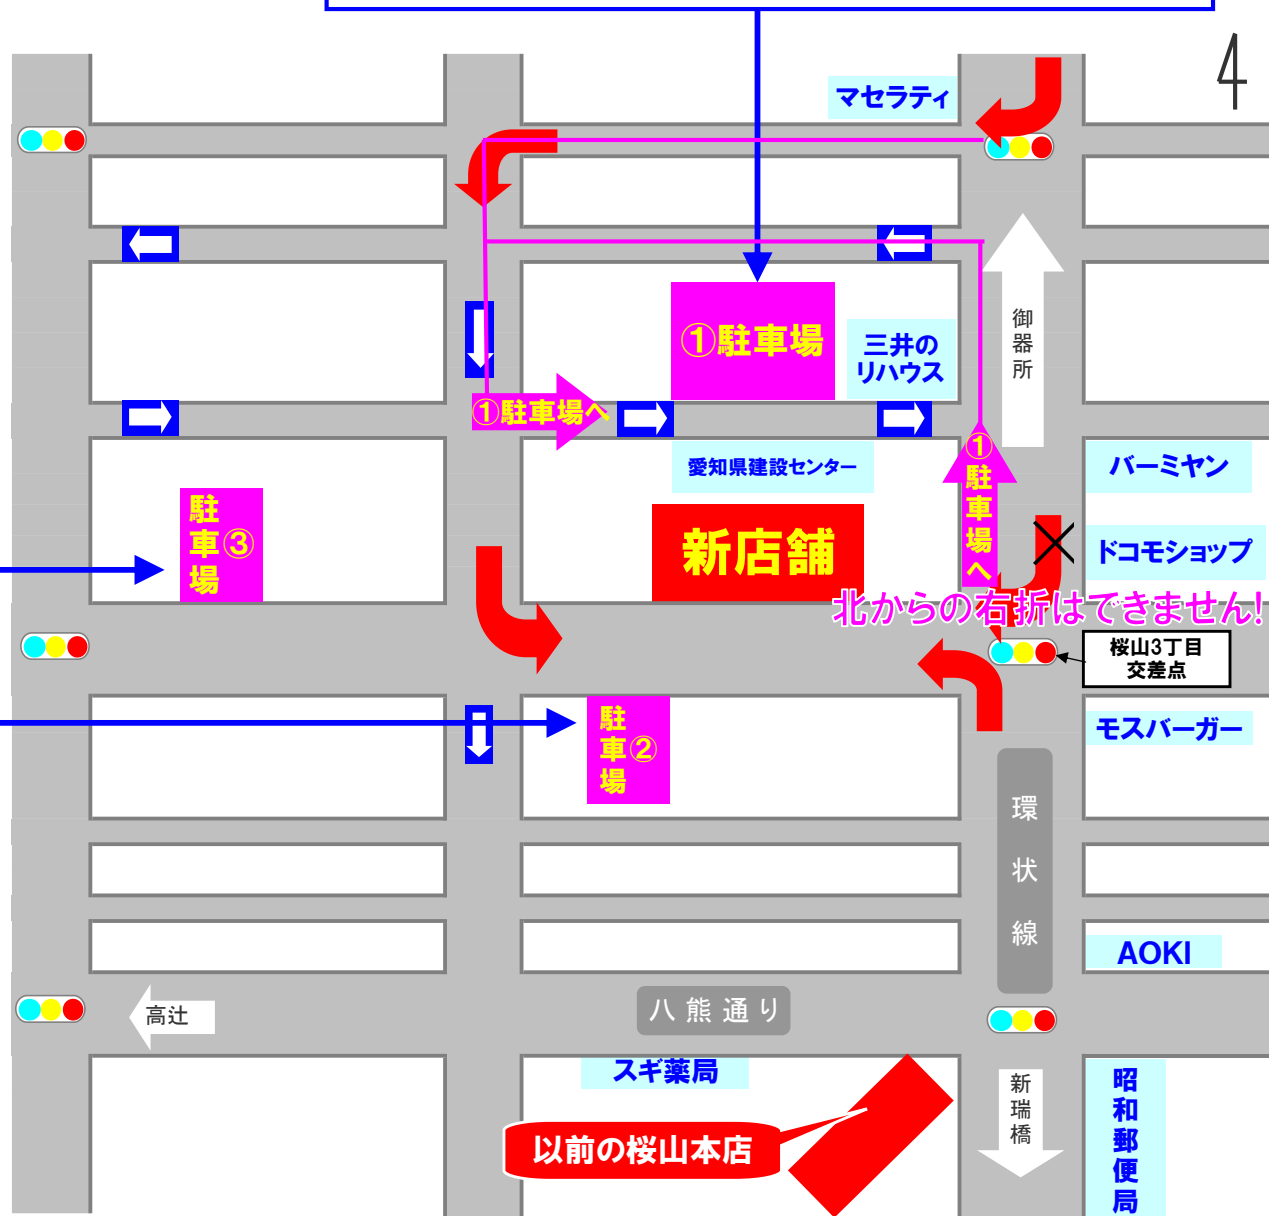 4
マセラティ
①駐車場
三井の
リハウス
御器所
①駐車場へ
愛知県建設センター
①駐車場へ
バーミヤン
駐車場③
新店舗
ドコモショップ
北からの右折はできません!
桜山3丁目
交差点
駐車場②
モスバーガー
環状線
AOKI
高辻
八熊通り
スギ薬局
新瑞橋
昭和郵便局
以前の桜山本店